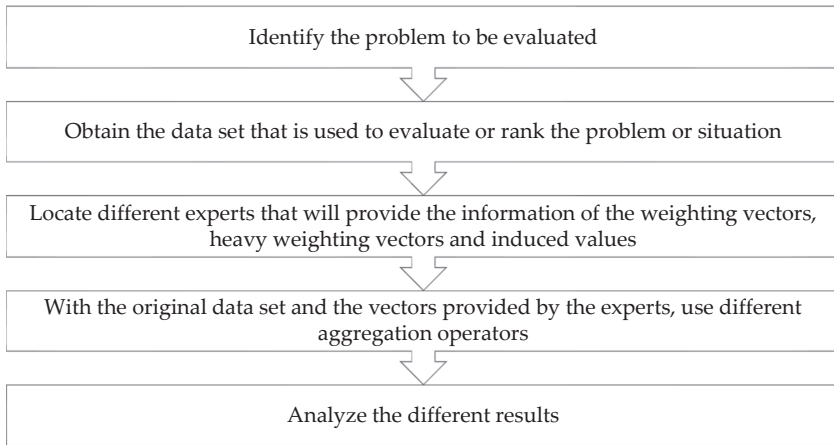 Identify the problem to be evaluated
Obtain the data set that is used to evaluate or rank the problem or situation
Locate different experts that will provide the information of the weighting vectors,
heavy weighting vectors and induced values
With the original data set and the vectors provided by the experts, use different
aggregation operators
Analyze the different results